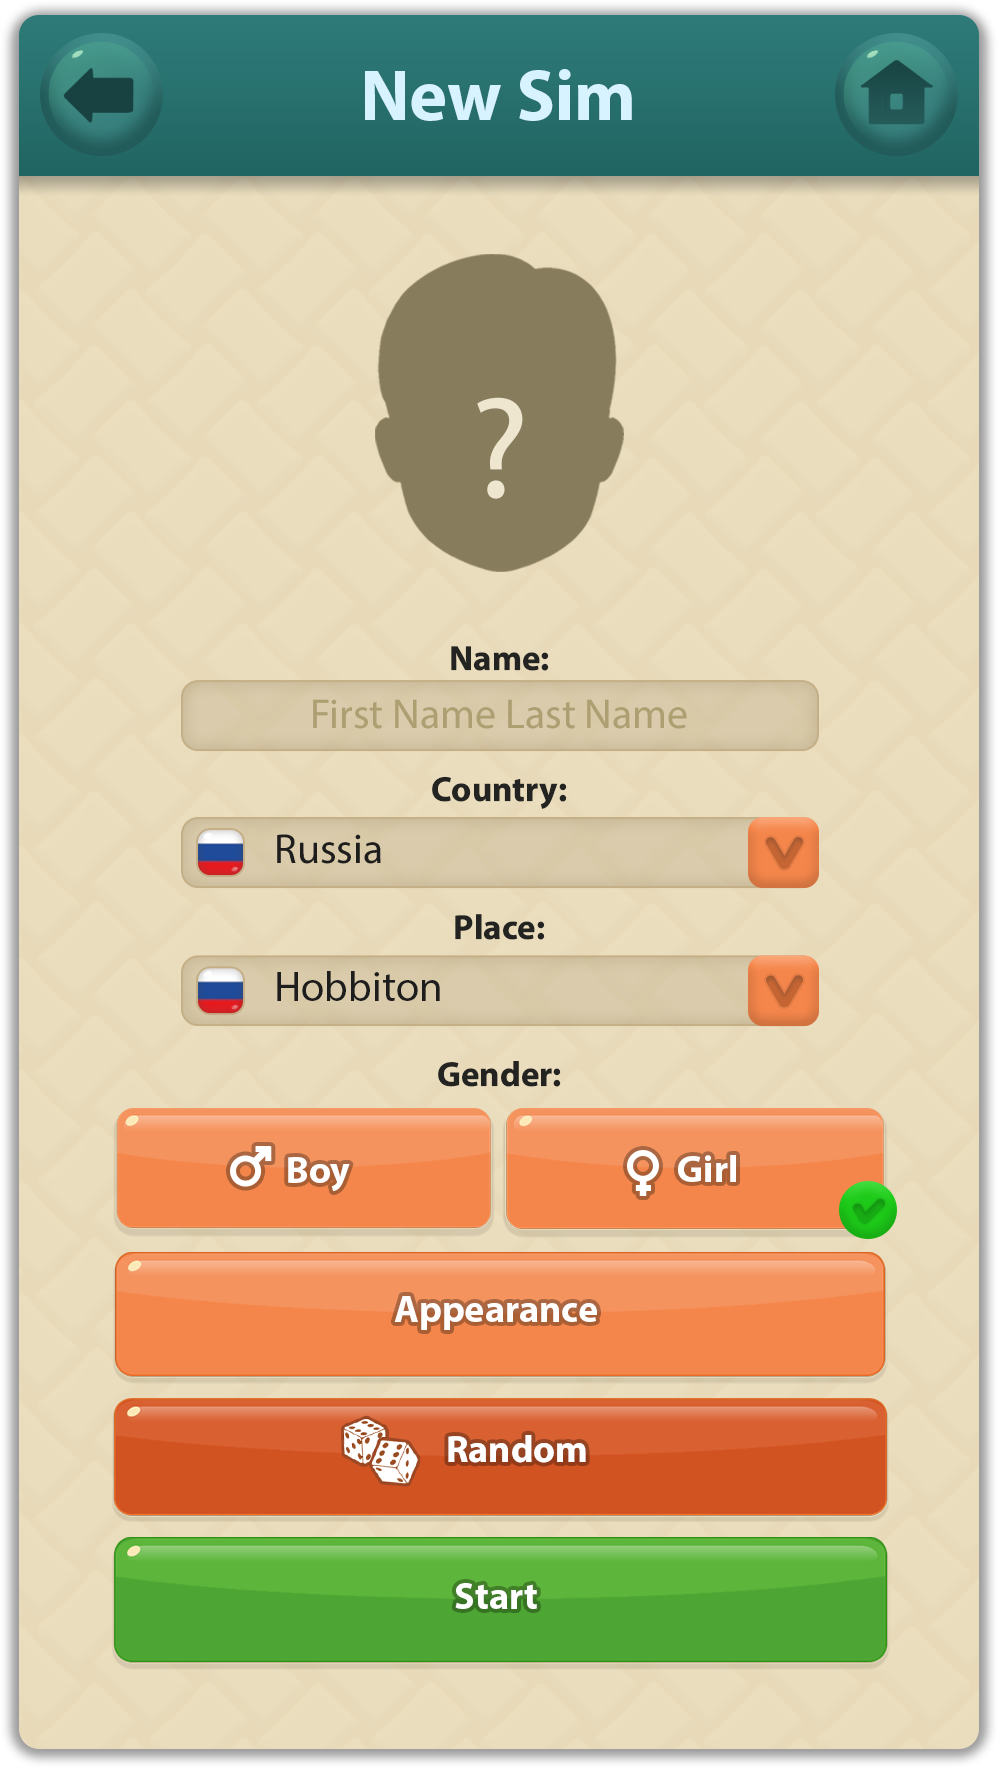 New Sim
?
Name:
First Name Last Name
Country:
Russia
Place:
Hobbiton
Gender:
Boy
Girl
Appearance
Random
Start